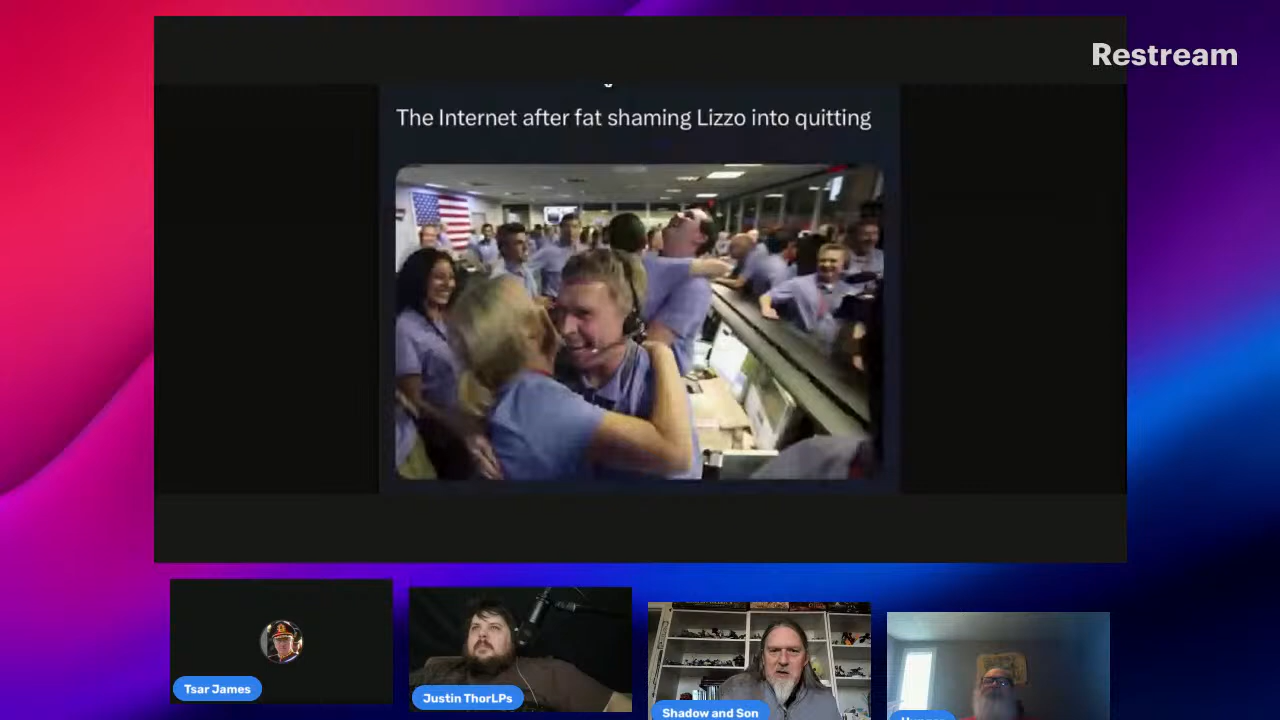 Restream
The Internet after fat shaming Lizzo into quitting
Tsar James
Justin ThorLPs
Shadow and Son